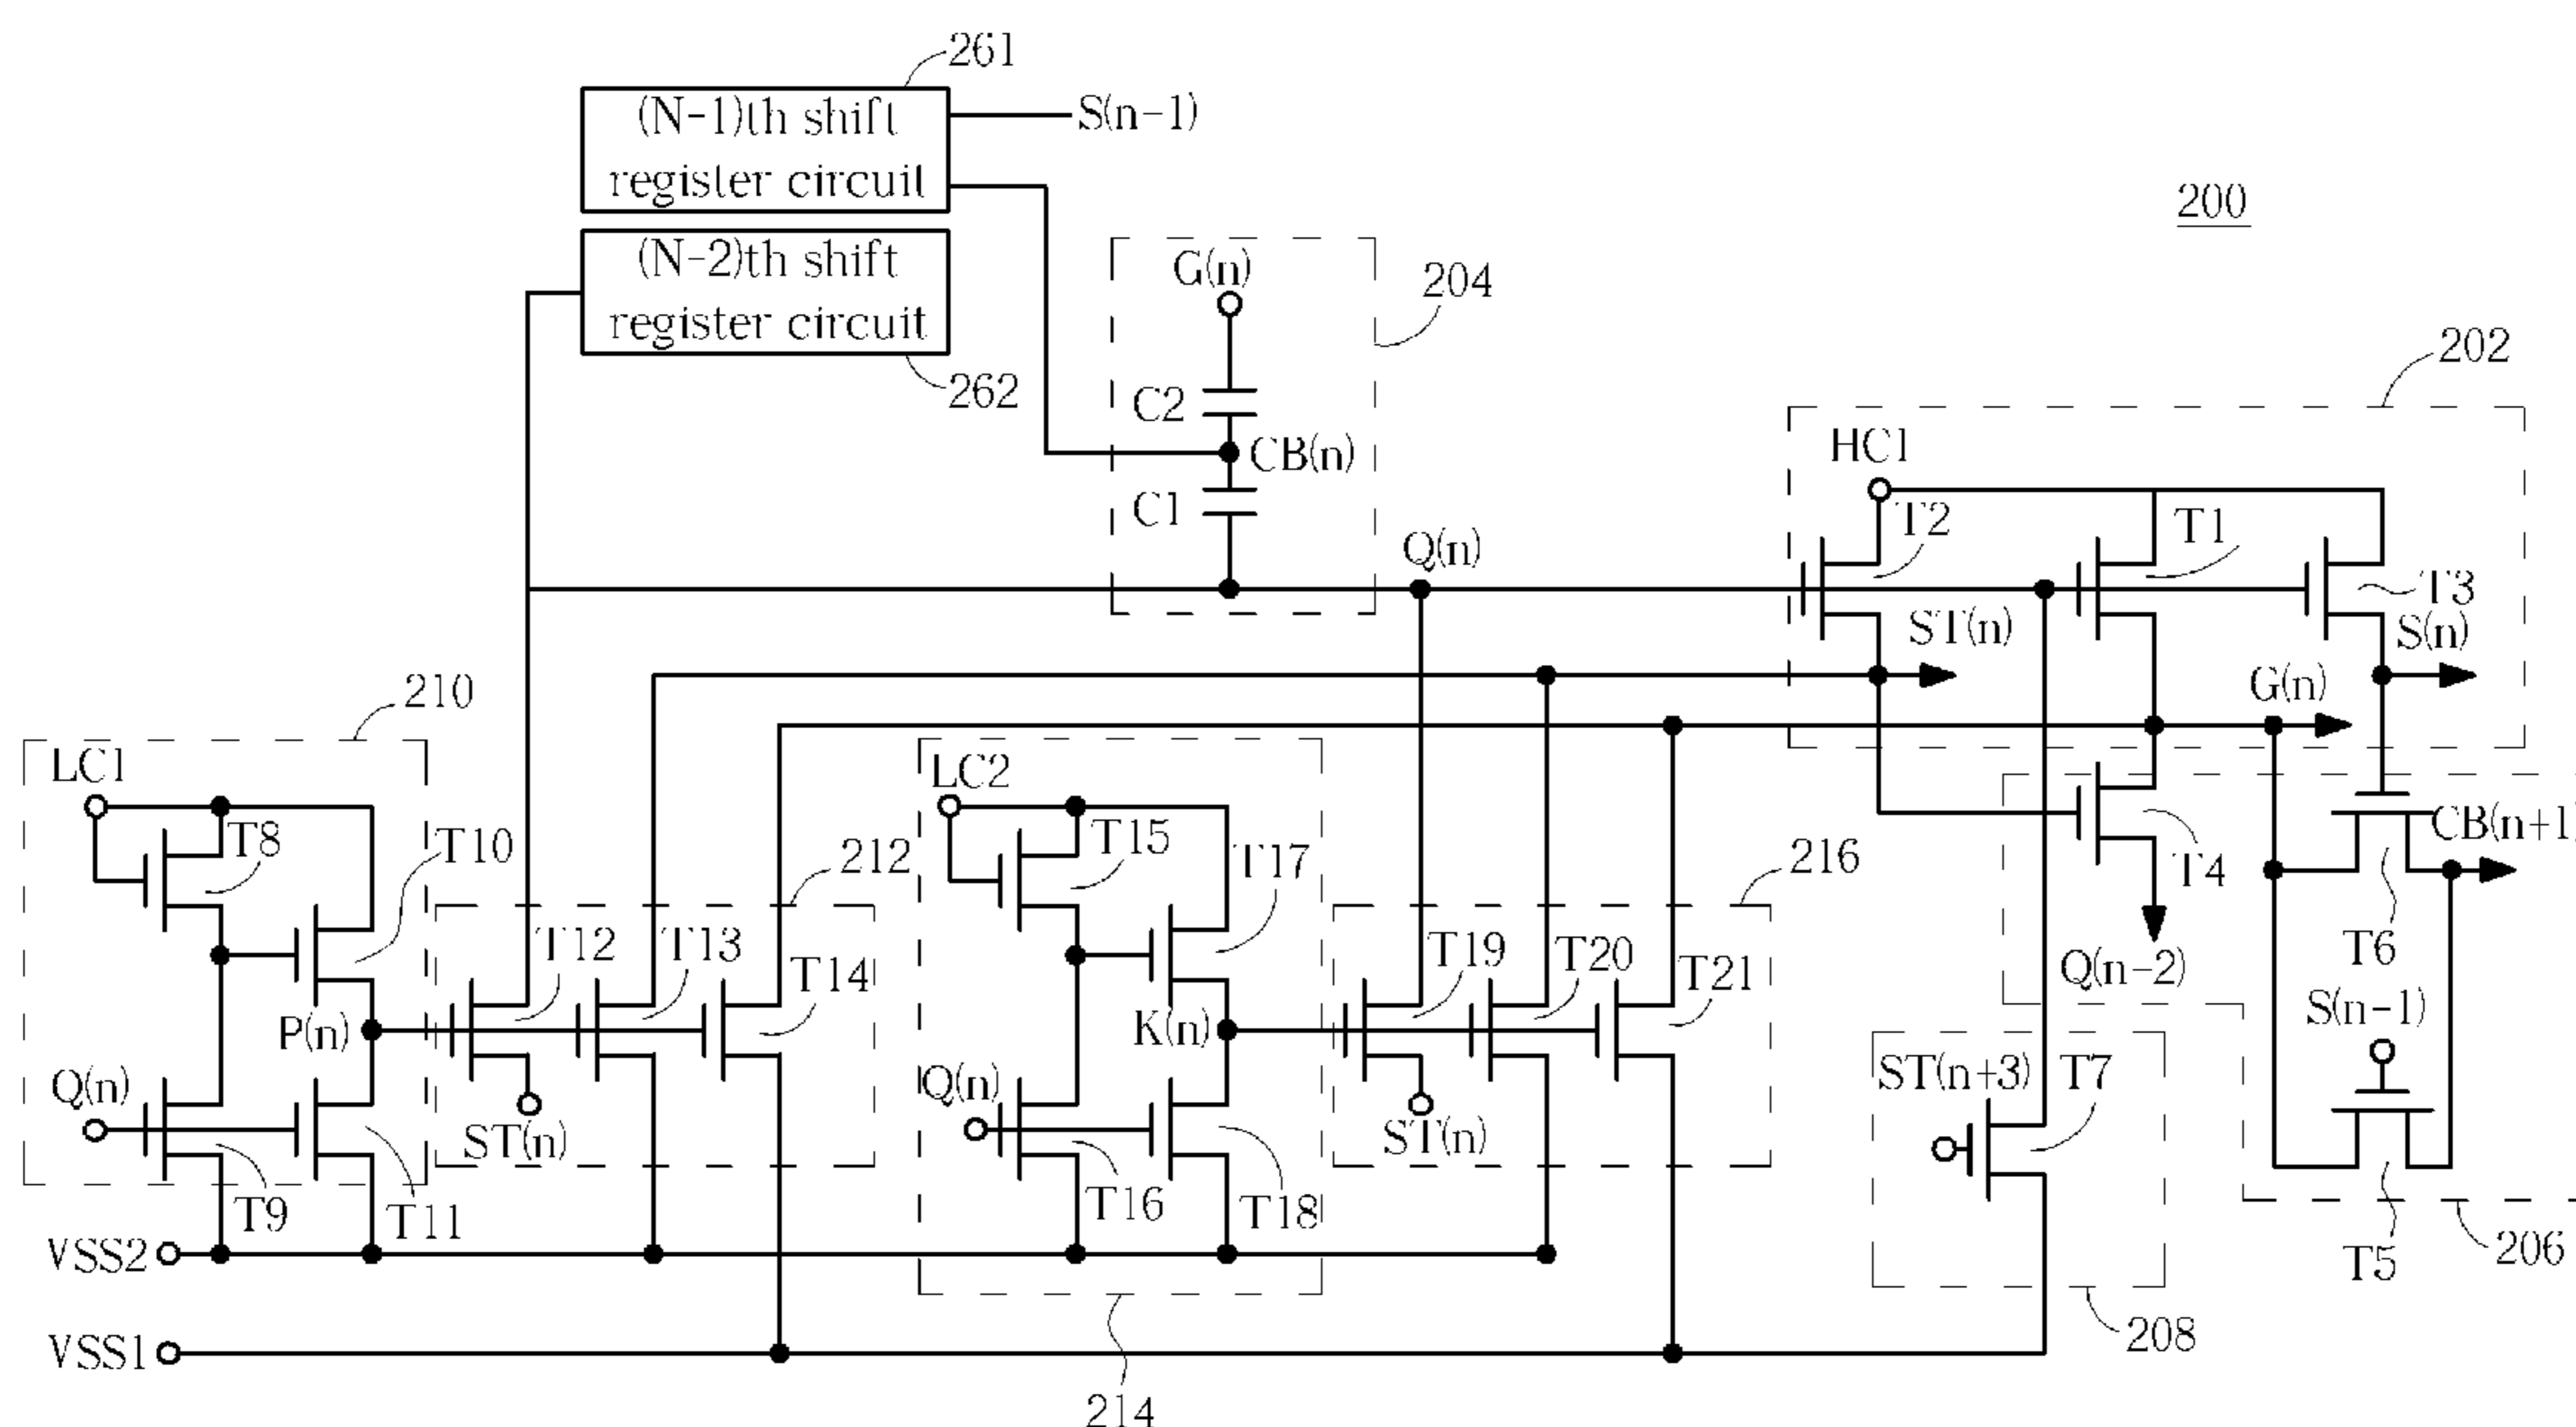 261
(N-1)th shift
register circuit
S(n-1)
(N-2)th shift
register circuit
262
200
G(n)
204
C2
CB(n)
C1
202
HC1
T2
T1
T3
Q(n)
ST(n)
S(n)
G(n)
210
LC1
T8
T10
P(n)
Q(n)
T9
T11
212
T12
T13
T14
ST(n)
LC2
T15
T17
K(n)
Q(n)
T16
T18
214
216
T19
T20
T21
ST(n)
T4
Q(n-2)
CB(n+1
T6
S(n-1)
T5
206
ST(n+3)
T7
208
VSS2
VSS1